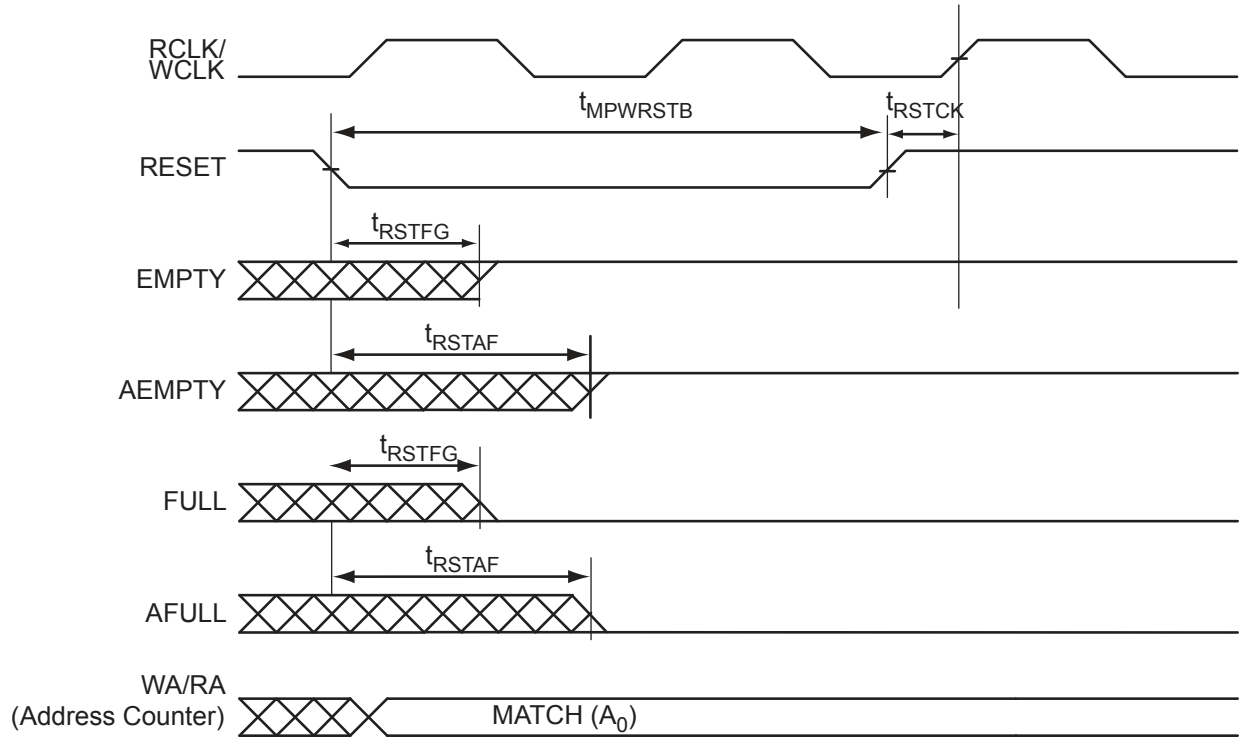 RCLK/
WCLK
tMPWRSTB
tRSTCK
RESET
tRSTFG
EMPTY
tRSTAF
AEMPTY
tRSTFG
FULL
tRSTAF
AFULL
WA/RA
(Address Counter)
MATCH (A0)